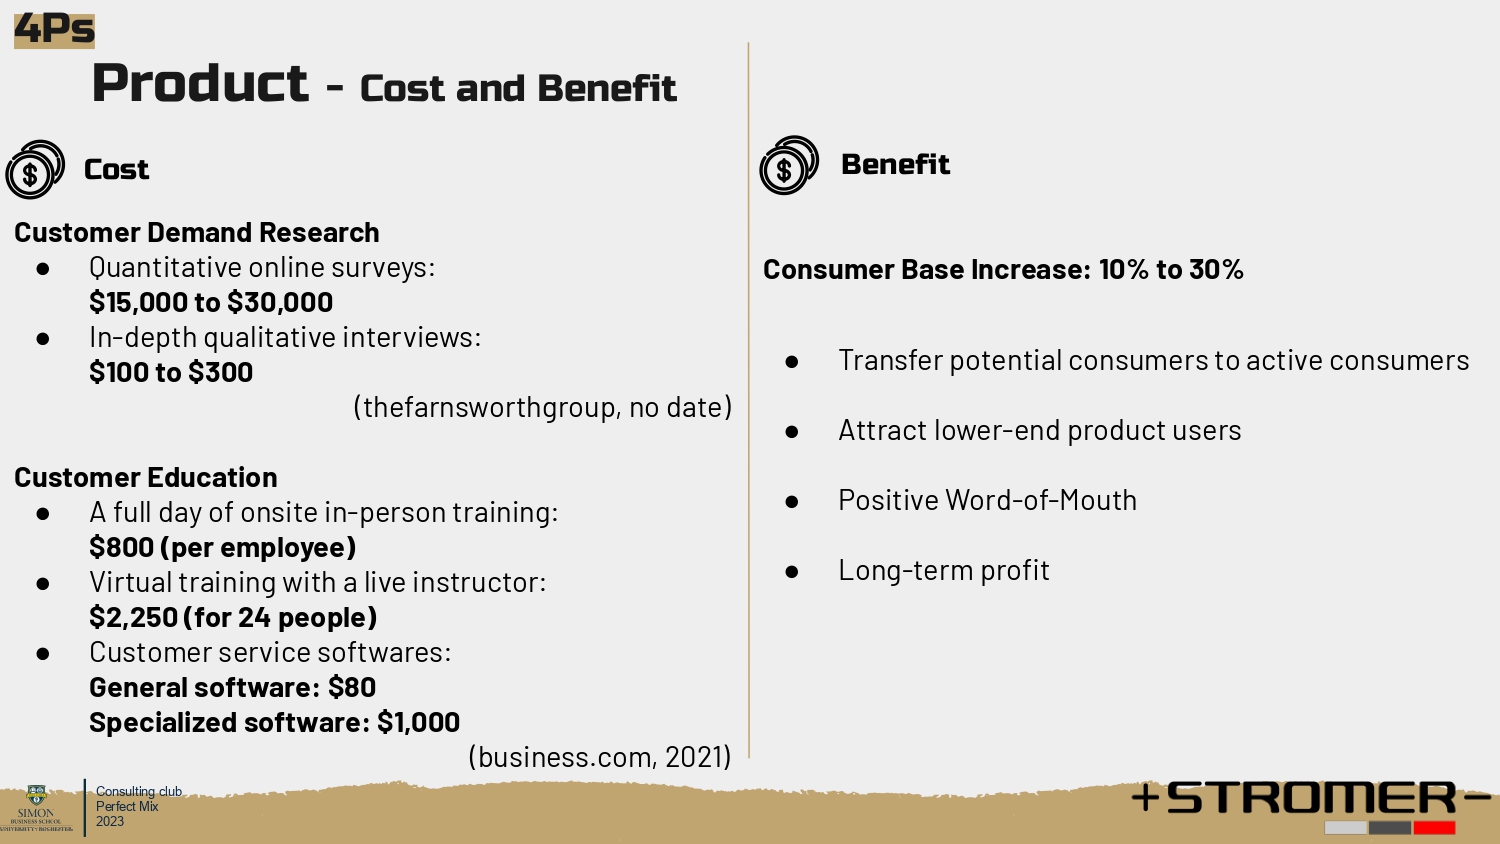 4Ps
Product - Cost and Benefit
Cost
Customer Demand Research
● Quantitative online surveys:
$15,000 to $30,000
● In-depth qualitative interviews:
$100 to $300
(thefarnsworthgroup, no date)
Customer Education
● A full day of onsite in-person training:
$800 (per employee)
● Virtual training with a live instructor:
$2,250 (for 24 people)
● Customer service softwares:
General software: $80
Specialized software: $1,000
(business.com, 2021)
Benefit
Consumer Base Increase: 10% to 30%
● Transfer potential consumers to active consumers
● Attract lower-end product users
● Positive Word-of-Mouth
● Long-term profit
SIMON
BUSINESS SCHOOL
UNIVERSITY of ROCHESTER
Consulting club
Perfect Mix
2023
+STROMER-